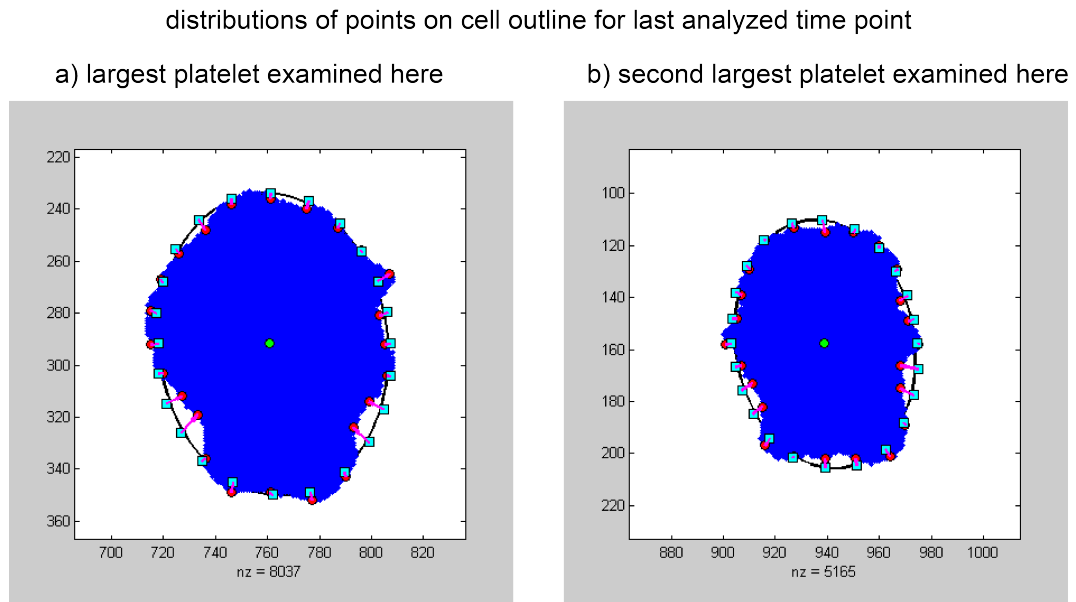 distributions of points on cell outline for last analyzed time point
a) largest platelet examined here
b) second largest platelet examined here
220
240
260
280
300
320
340
360
700 720 740 760 780 800 820
nz = 8037
100
120
140
160
180
200
220
880 900 920 940 960 980 1000
nz = 5165